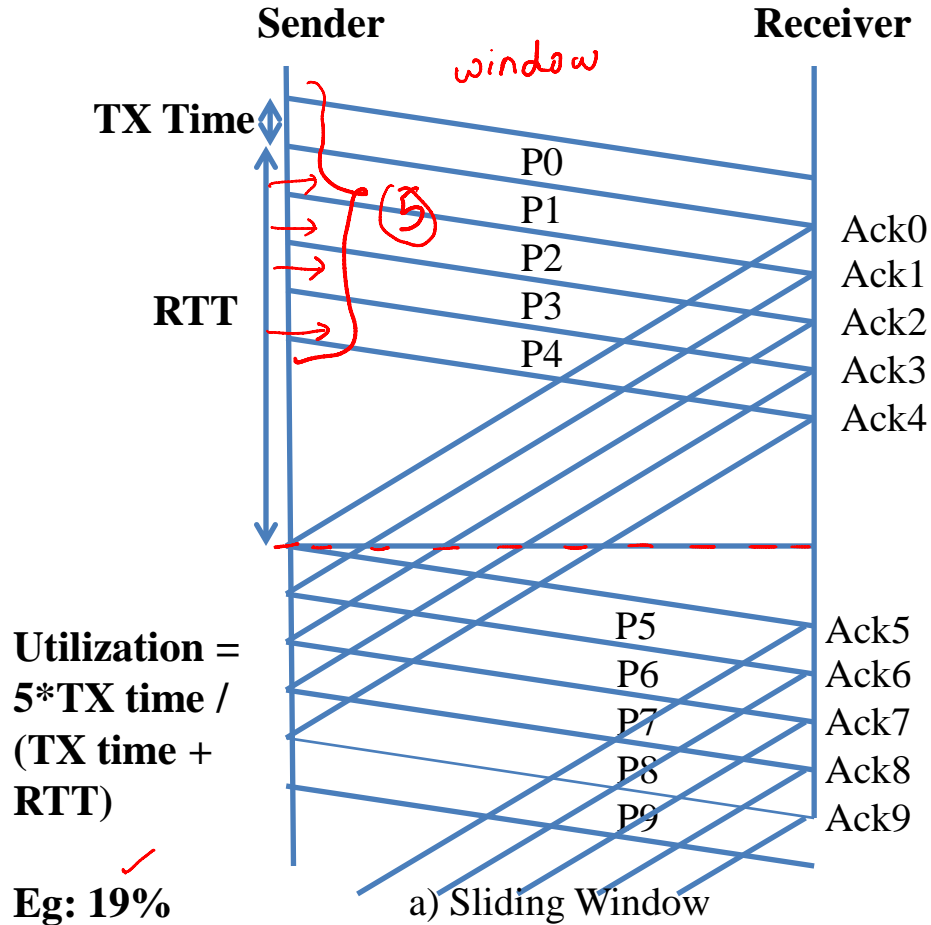 Sender
Receiver
window
TX Time
P0
P1
5
Ack0
P2
Ack1
RTT
P3
Ack2
P4
Ack3
Ack4
P5
Ack5
Utilization =
5*TX time /
(TX time +
RTT)
P6
Ack6
P7
Ack7
P8
Ack8
P9
Ack9
Eg: 19%
a) Sliding Window